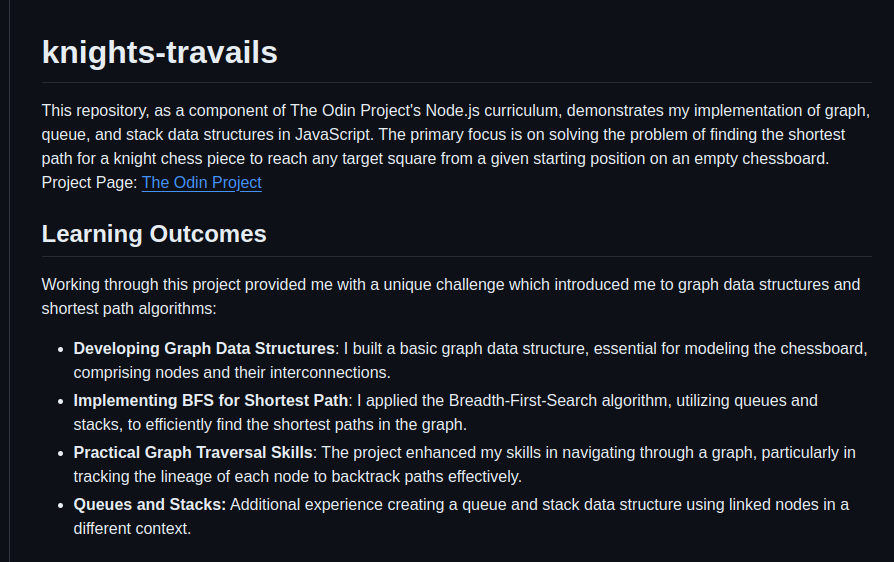 knights-travails
This repository, as a component of The Odin Project's Node.js curriculum, demonstrates my implementation of graph,
queue, and stack data structures in JavaScript. The primary focus is on solving the problem of finding the shortest
path for a knight chess piece to reach any target square from a given starting position on an empty chessboard.
Project Page: The Odin Project
Learning Outcomes
Working through this project provided me with a unique challenge which introduced me to graph data structures and
shortest path algorithms:
• Developing Graph Data Structures: I built a basic graph data structure, essential for modeling the chessboard,
comprising nodes and their interconnections.
• Implementing BFS for Shortest Path: I applied the Breadth-First-Search algorithm, utilizing queues and
stacks, to efficiently find the shortest paths in the graph.
• Practical Graph Traversal Skills: The project enhanced my skills in navigating through a graph, particularly in
tracking the lineage of each node to backtrack paths effectively.
• Queues and Stacks: Additional experience creating a queue and stack data structure using linked nodes in a
different context.